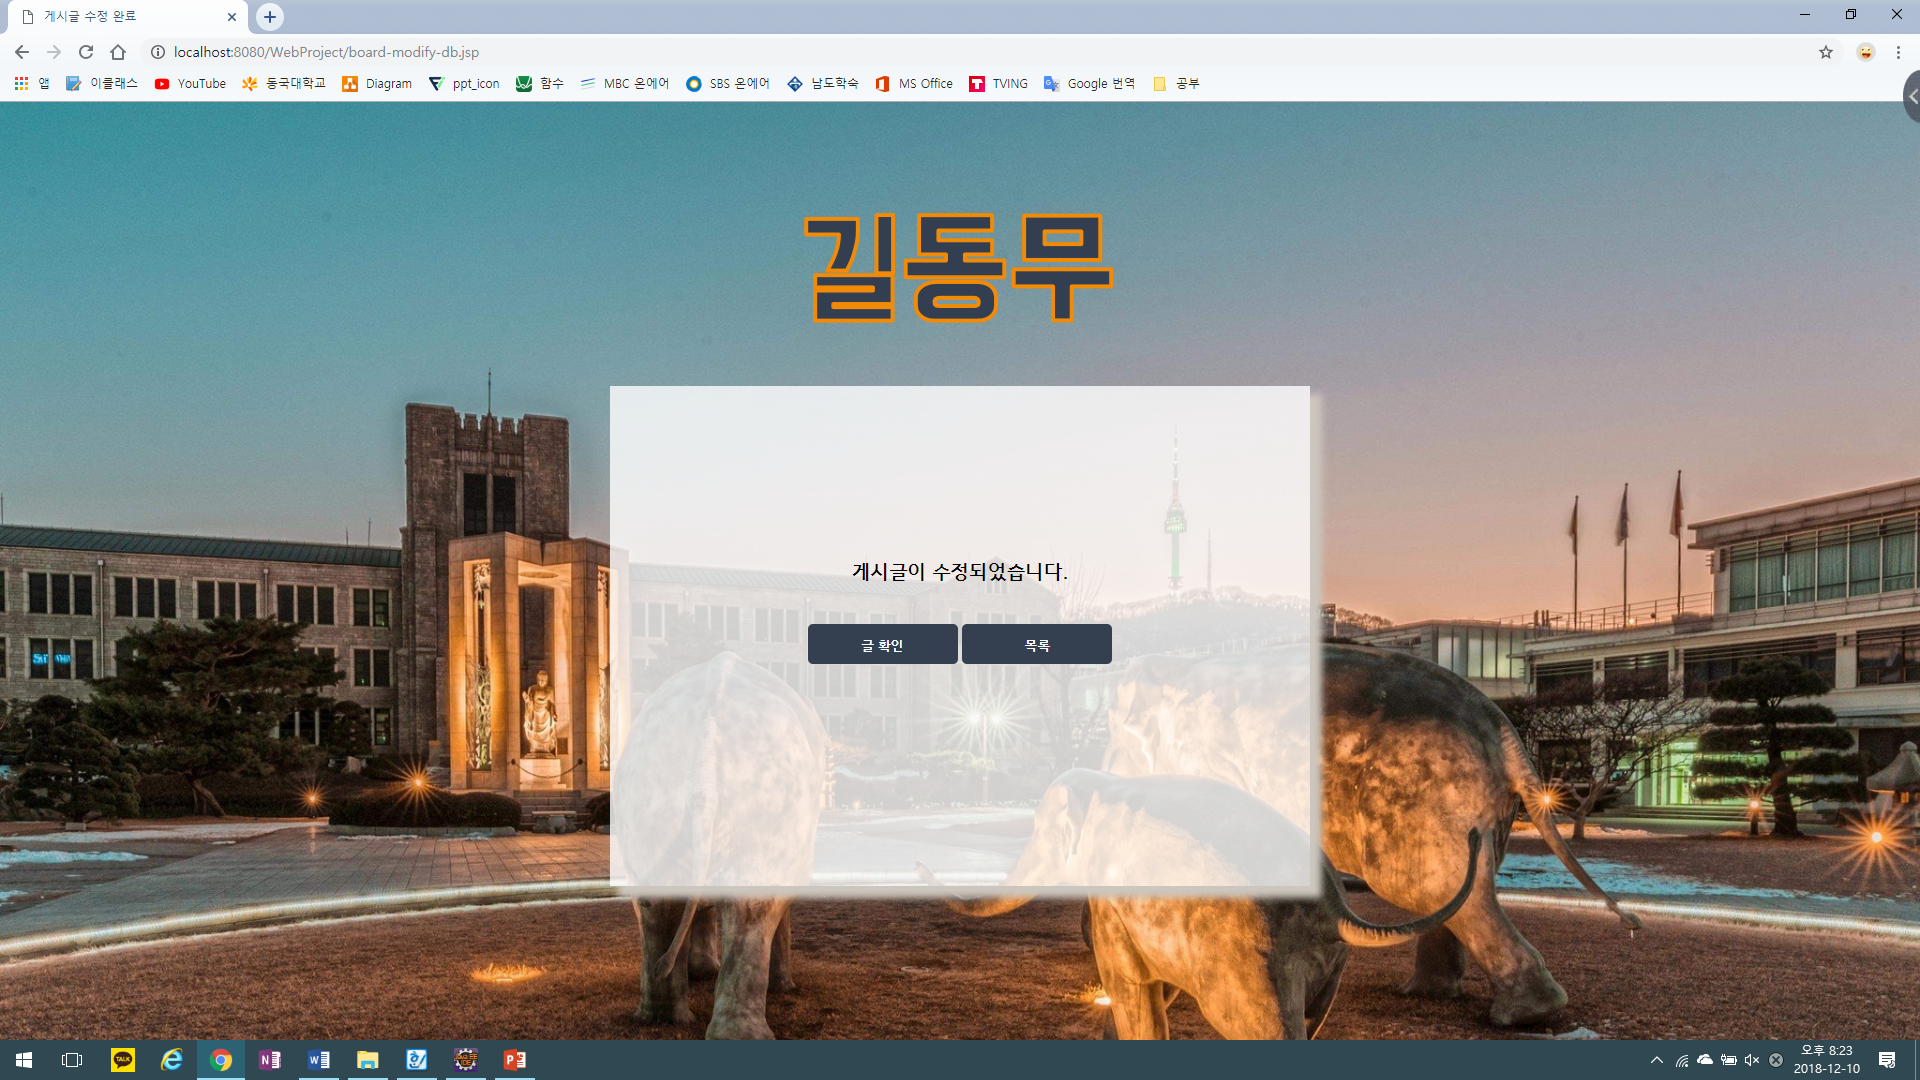 게시글 수정 완료
localhost:8080/WebProject/board-modify-db.jsp
앱 이클래스 YouTube 동국대학교 Diagram ppt_icon 함수 MBC 온에어 SBS 온에어 남도학숙 MS Office TVING Google 번역 공부
길동무
게시글이 수정되었습니다.
글 확인 목록
TALK
오후 8:23
2018-12-10